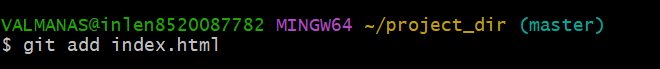 VALMANAS@inlen8520087782 MINGW64 ~/project_dir (master)
$ git add index.html